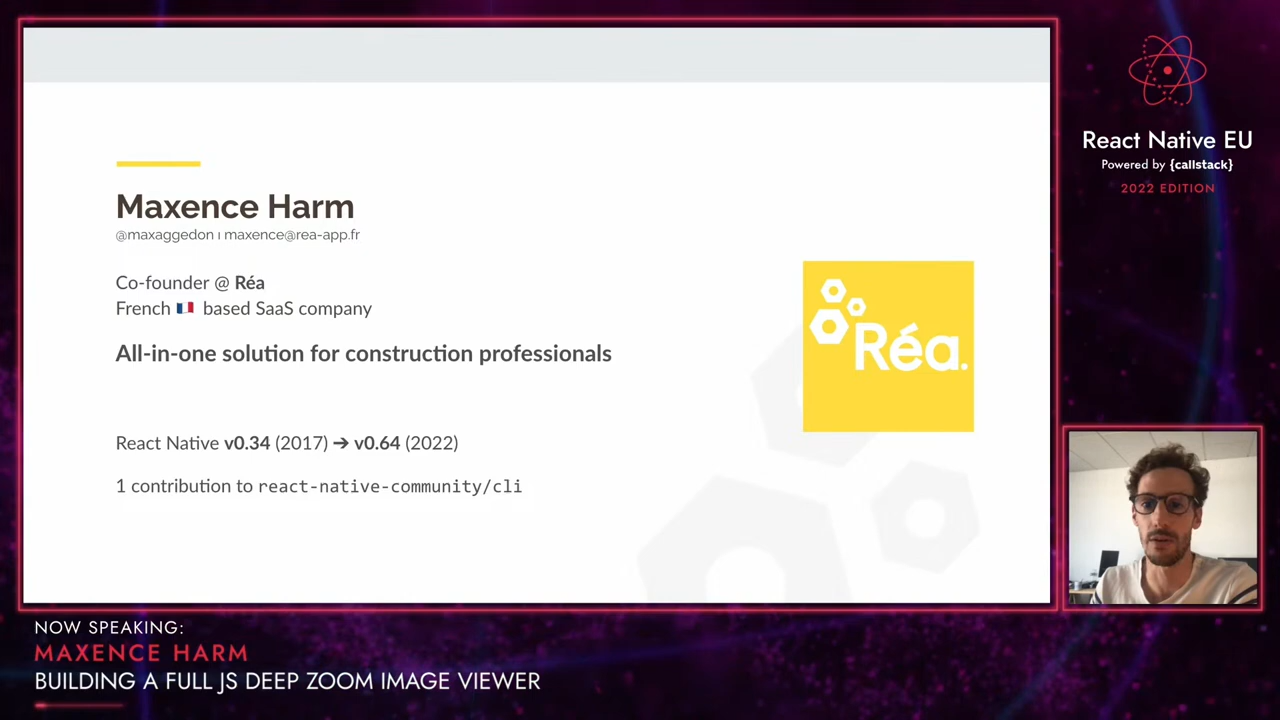 Maxence Harm
@maxaggedon ı maxence@rea-app.fr
Co-founder @ Réa
French 🇫🇷 based SaaS company
All-in-one solution for construction professionals
React Native v0.34 (2017) ➔ v0.64 (2022)
1 contribution to react-native-community/cli
Réa.
React Native EU
Powered by {callstack}
2022 EDITION
NOW SPEAKING:
MAXENCE HARM
BUILDING A FULL JS DEEP ZOOM IMAGE VIEWER